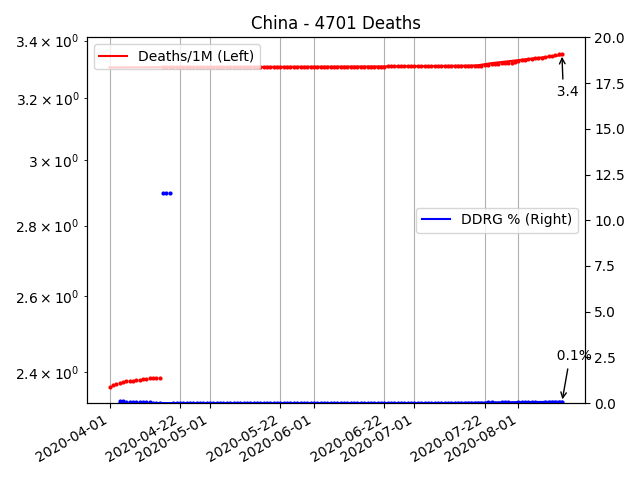 China - 4701 Deaths
3.4 × 10⁰
3.2 × 10⁰
3 × 10⁰
2.8 × 10⁰
2.6 × 10⁰
2.4 × 10⁰
Deaths/1M (Left)
3.4
DDRG % (Right)
0.1%
20.0
17.5
15.0
12.5
10.0
7.5
5.0
2.5
0.0
2020-04-01
2020-04-22
2020-05-01
2020-05-22
2020-06-01
2020-06-22
2020-07-01
2020-07-22
2020-08-01